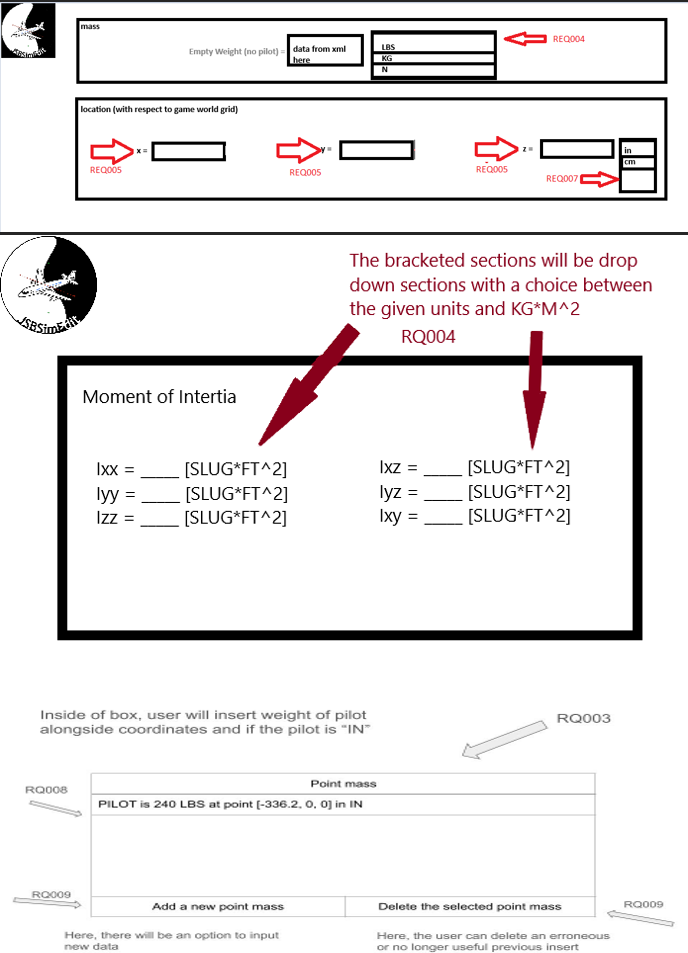 mass
JSBSimEdit
Empty Weight (no pilot) =
data from xml
here
LBS
KG
N
REQ004
location (with respect to game world grid)
x =
y =
z =
in
cm
REQ005
REQ005
REQ005
REQ007
The bracketed sections will be drop
down sections with a choice between
the given units and KG*M^2
RQ004
JSBSimEdit
Moment of Intertia
Ixx = ____ [SLUG*FT^2]
Iyy = ____ [SLUG*FT^2]
Izz = ____ [SLUG*FT^2]
Ixz = ____ [SLUG*FT^2]
Iyz = ____ [SLUG*FT^2]
Ixy = ____ [SLUG*FT^2]
Inside of box, user will insert weight of pilot
alongside coordinates and if the pilot is “IN”
RQ003
RQ008
Point mass
PILOT is 240 LBS at point [-336.2, 0, 0] in IN
RQ009
Add a new point mass
Delete the selected point mass
RQ009
Here, there will be an option to input
new data
Here, the user can delete an erroneous
or no longer useful previous insert